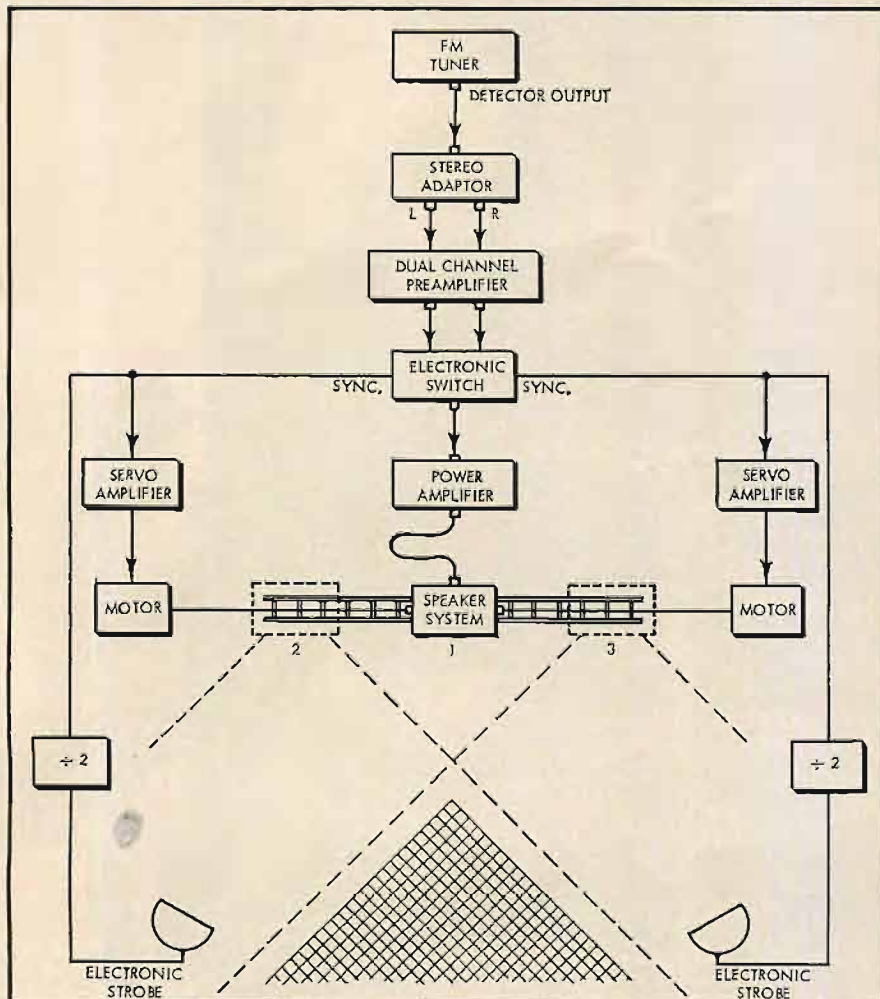 FM
TUNER
DETECTOR OUTPUT
STEREO
ADAPTOR
L R
DUAL CHANNEL
PREAMPLIFIER
ELECTRONIC
SWITCH
SYNC.
SYNC.
SERVO
AMPLIFIER
POWER
AMPLIFIER
SERVO
AMPLIFIER
MOTOR
SPEAKER
SYSTEM
MOTOR
2
1
3
÷ 2
÷ 2
ELECTRONIC
STROBE
ELECTRONIC
STROBE